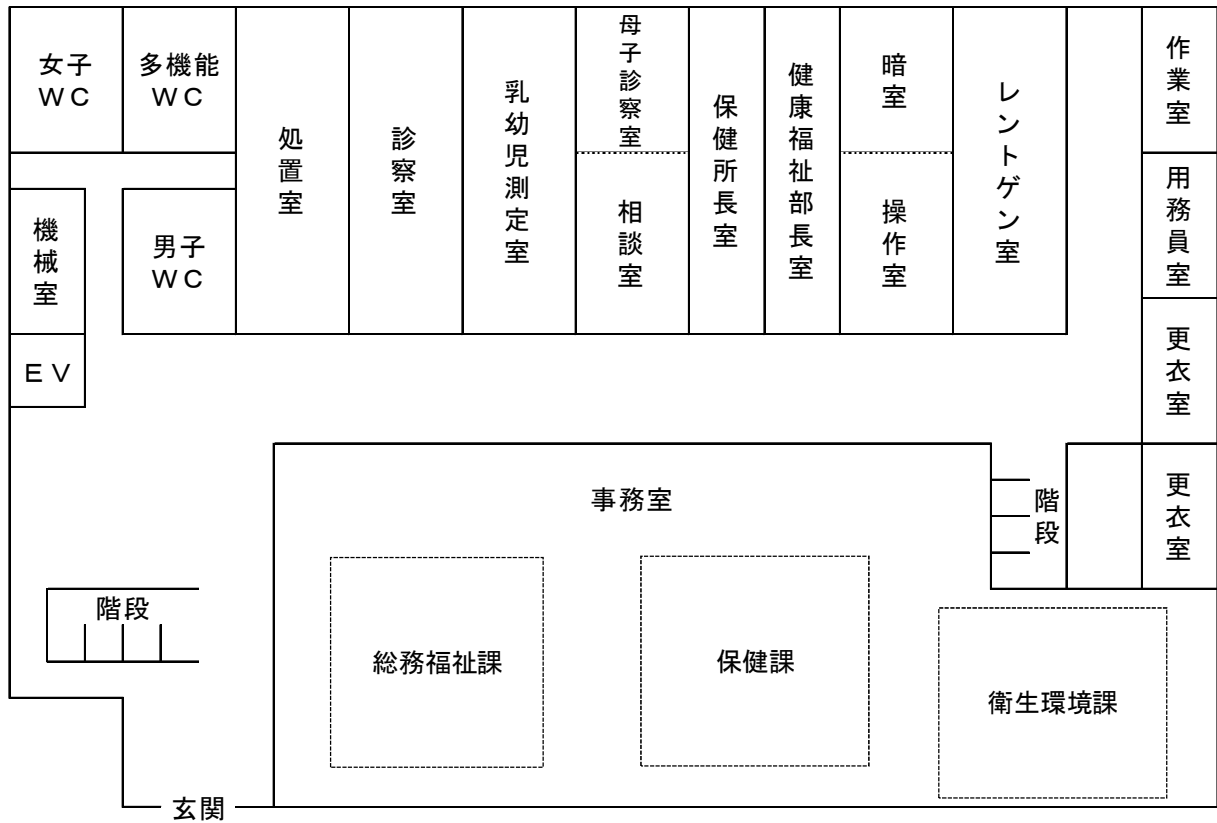 女子
ＷＣ
多機能
ＷＣ
処置室
診察室
乳幼児測定室
母子診察室
相談室
保健所長室
健康福祉部長室
暗室
操作室
レントゲン室
作業室
用務員室
機械室
男子
ＷＣ
ＥＶ
更衣室
更衣室
事務室
階段
階段
総務福祉課
保健課
衛生環境課
玄関